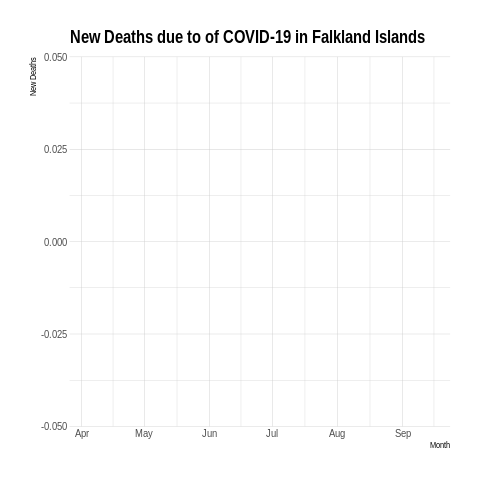 New Deaths due to of COVID-19 in Falkland Islands
New Deaths
0.050
0.025
0.000
-0.025
-0.050
Apr May Jun Jul Aug Sep
Month